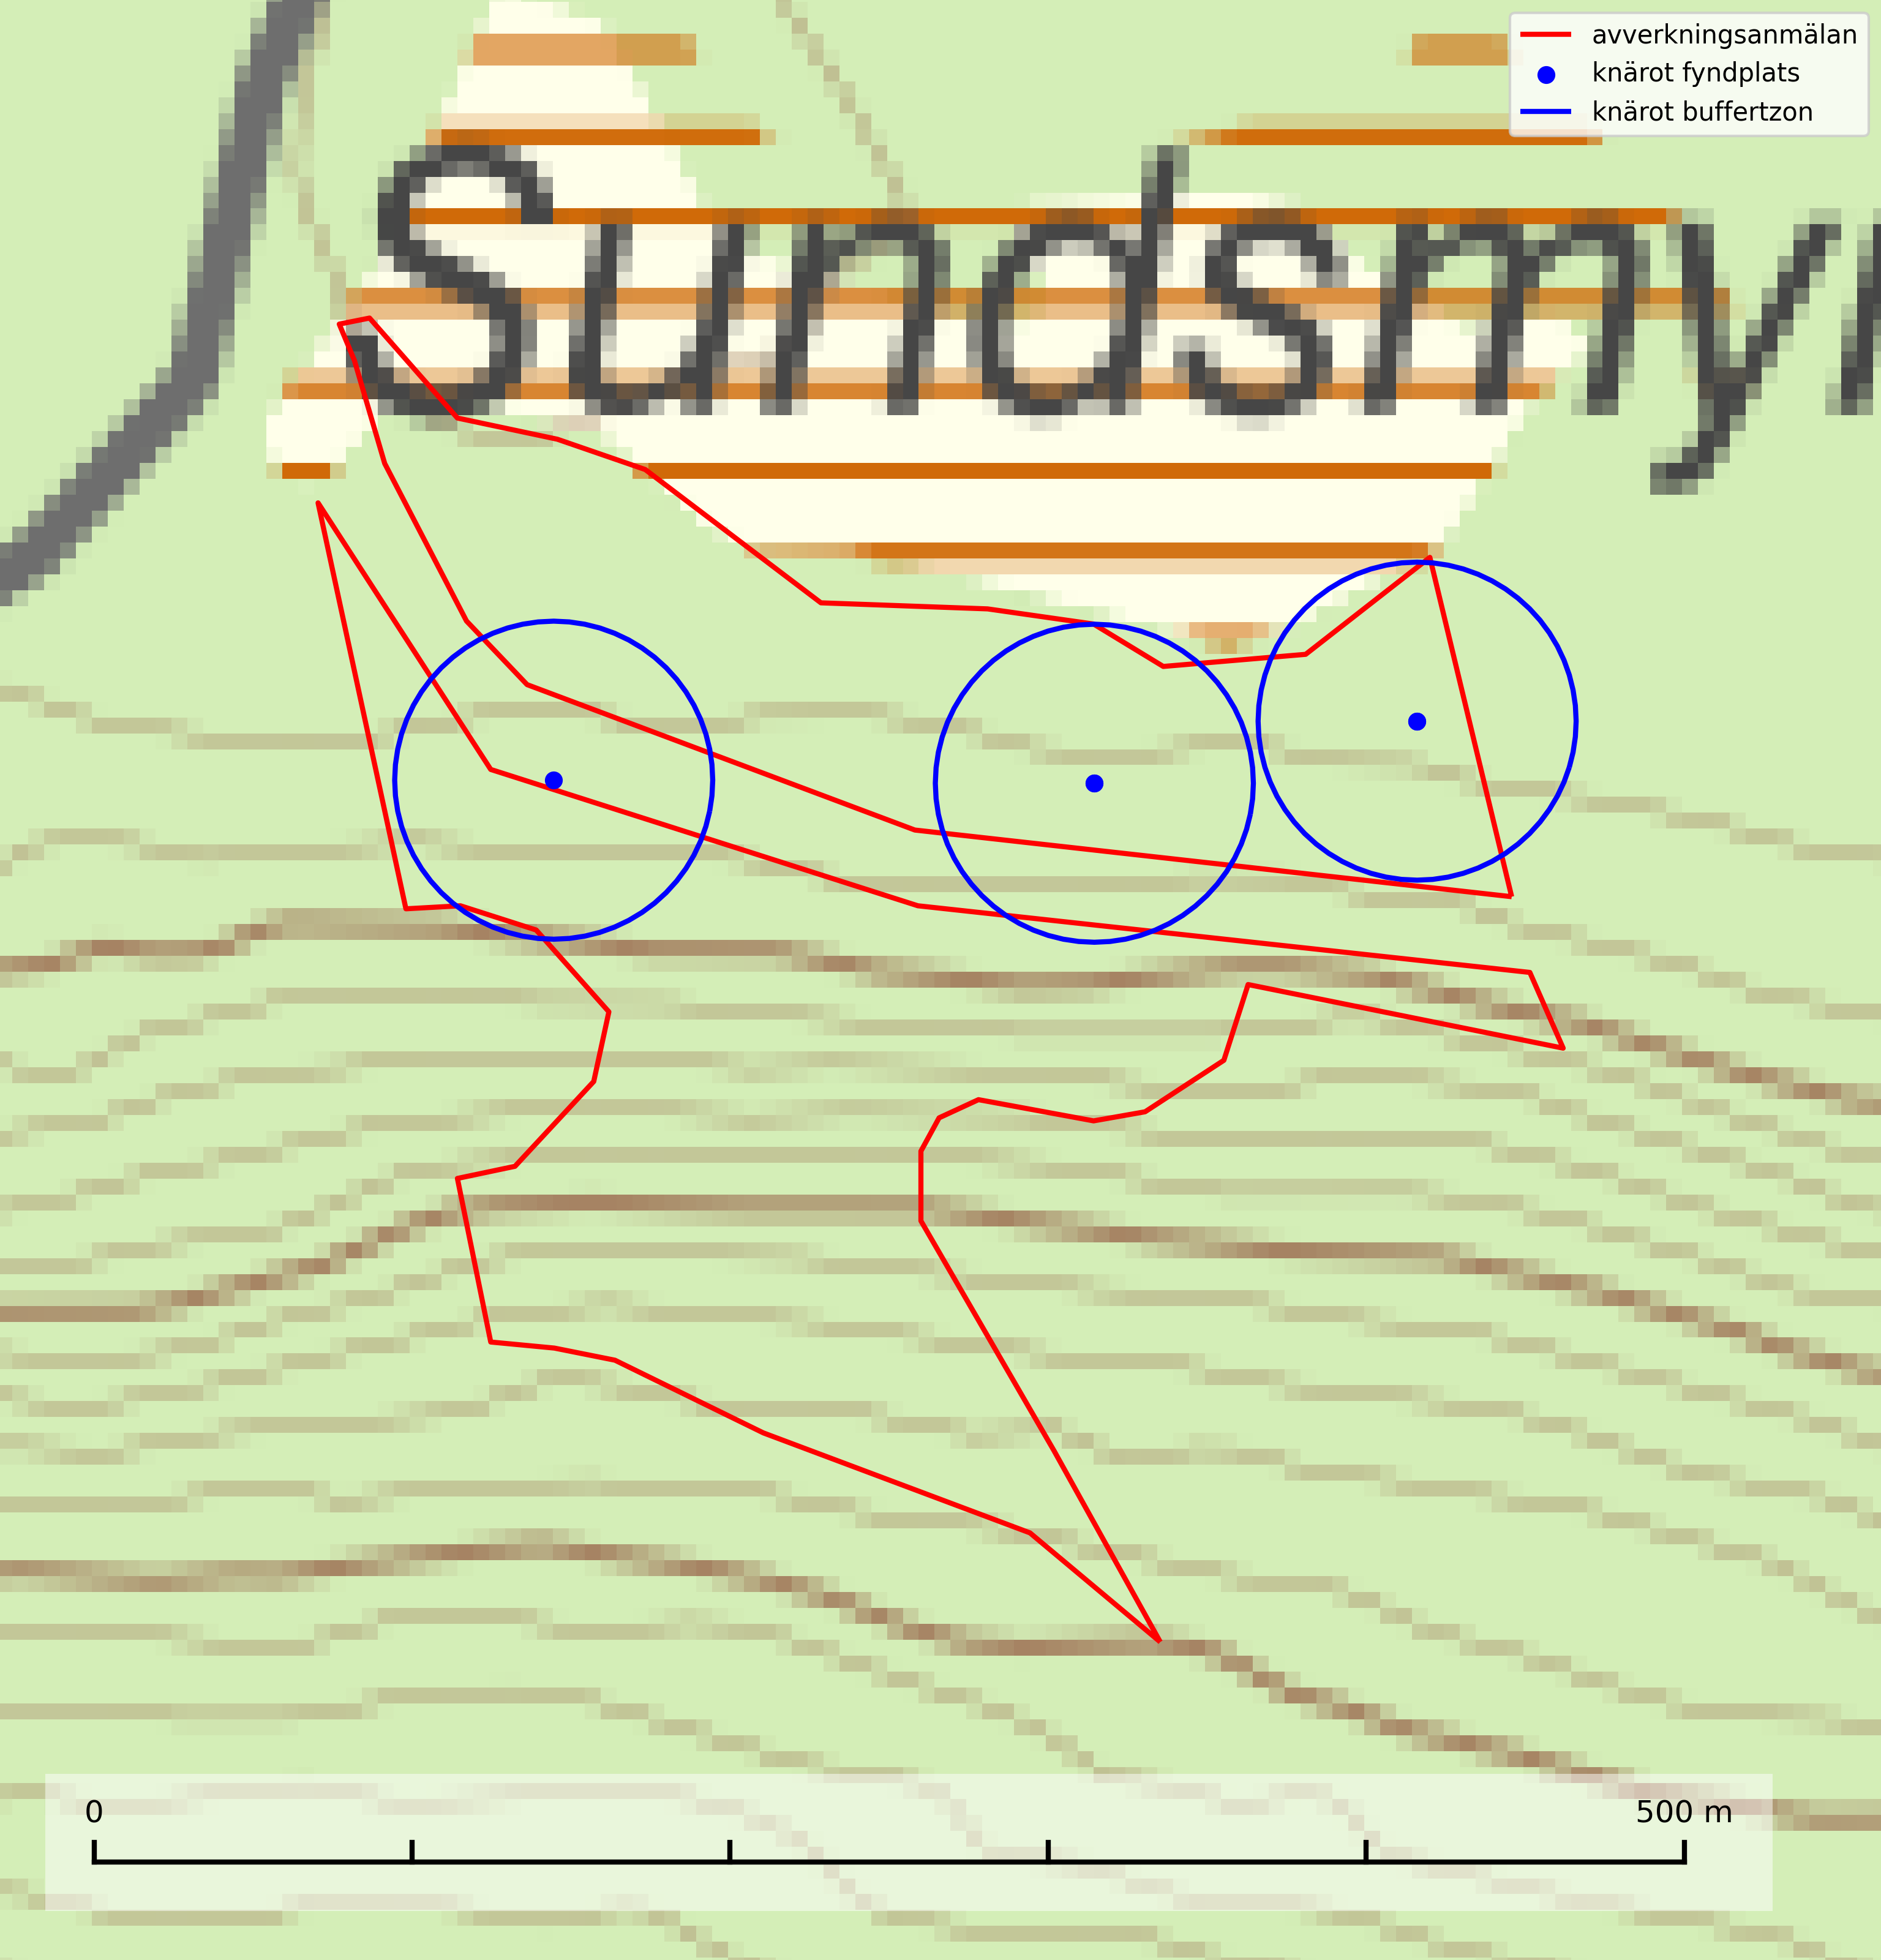 avverkningsanmälan
knärot fyndplats
knärot buffertzon
0
500 m